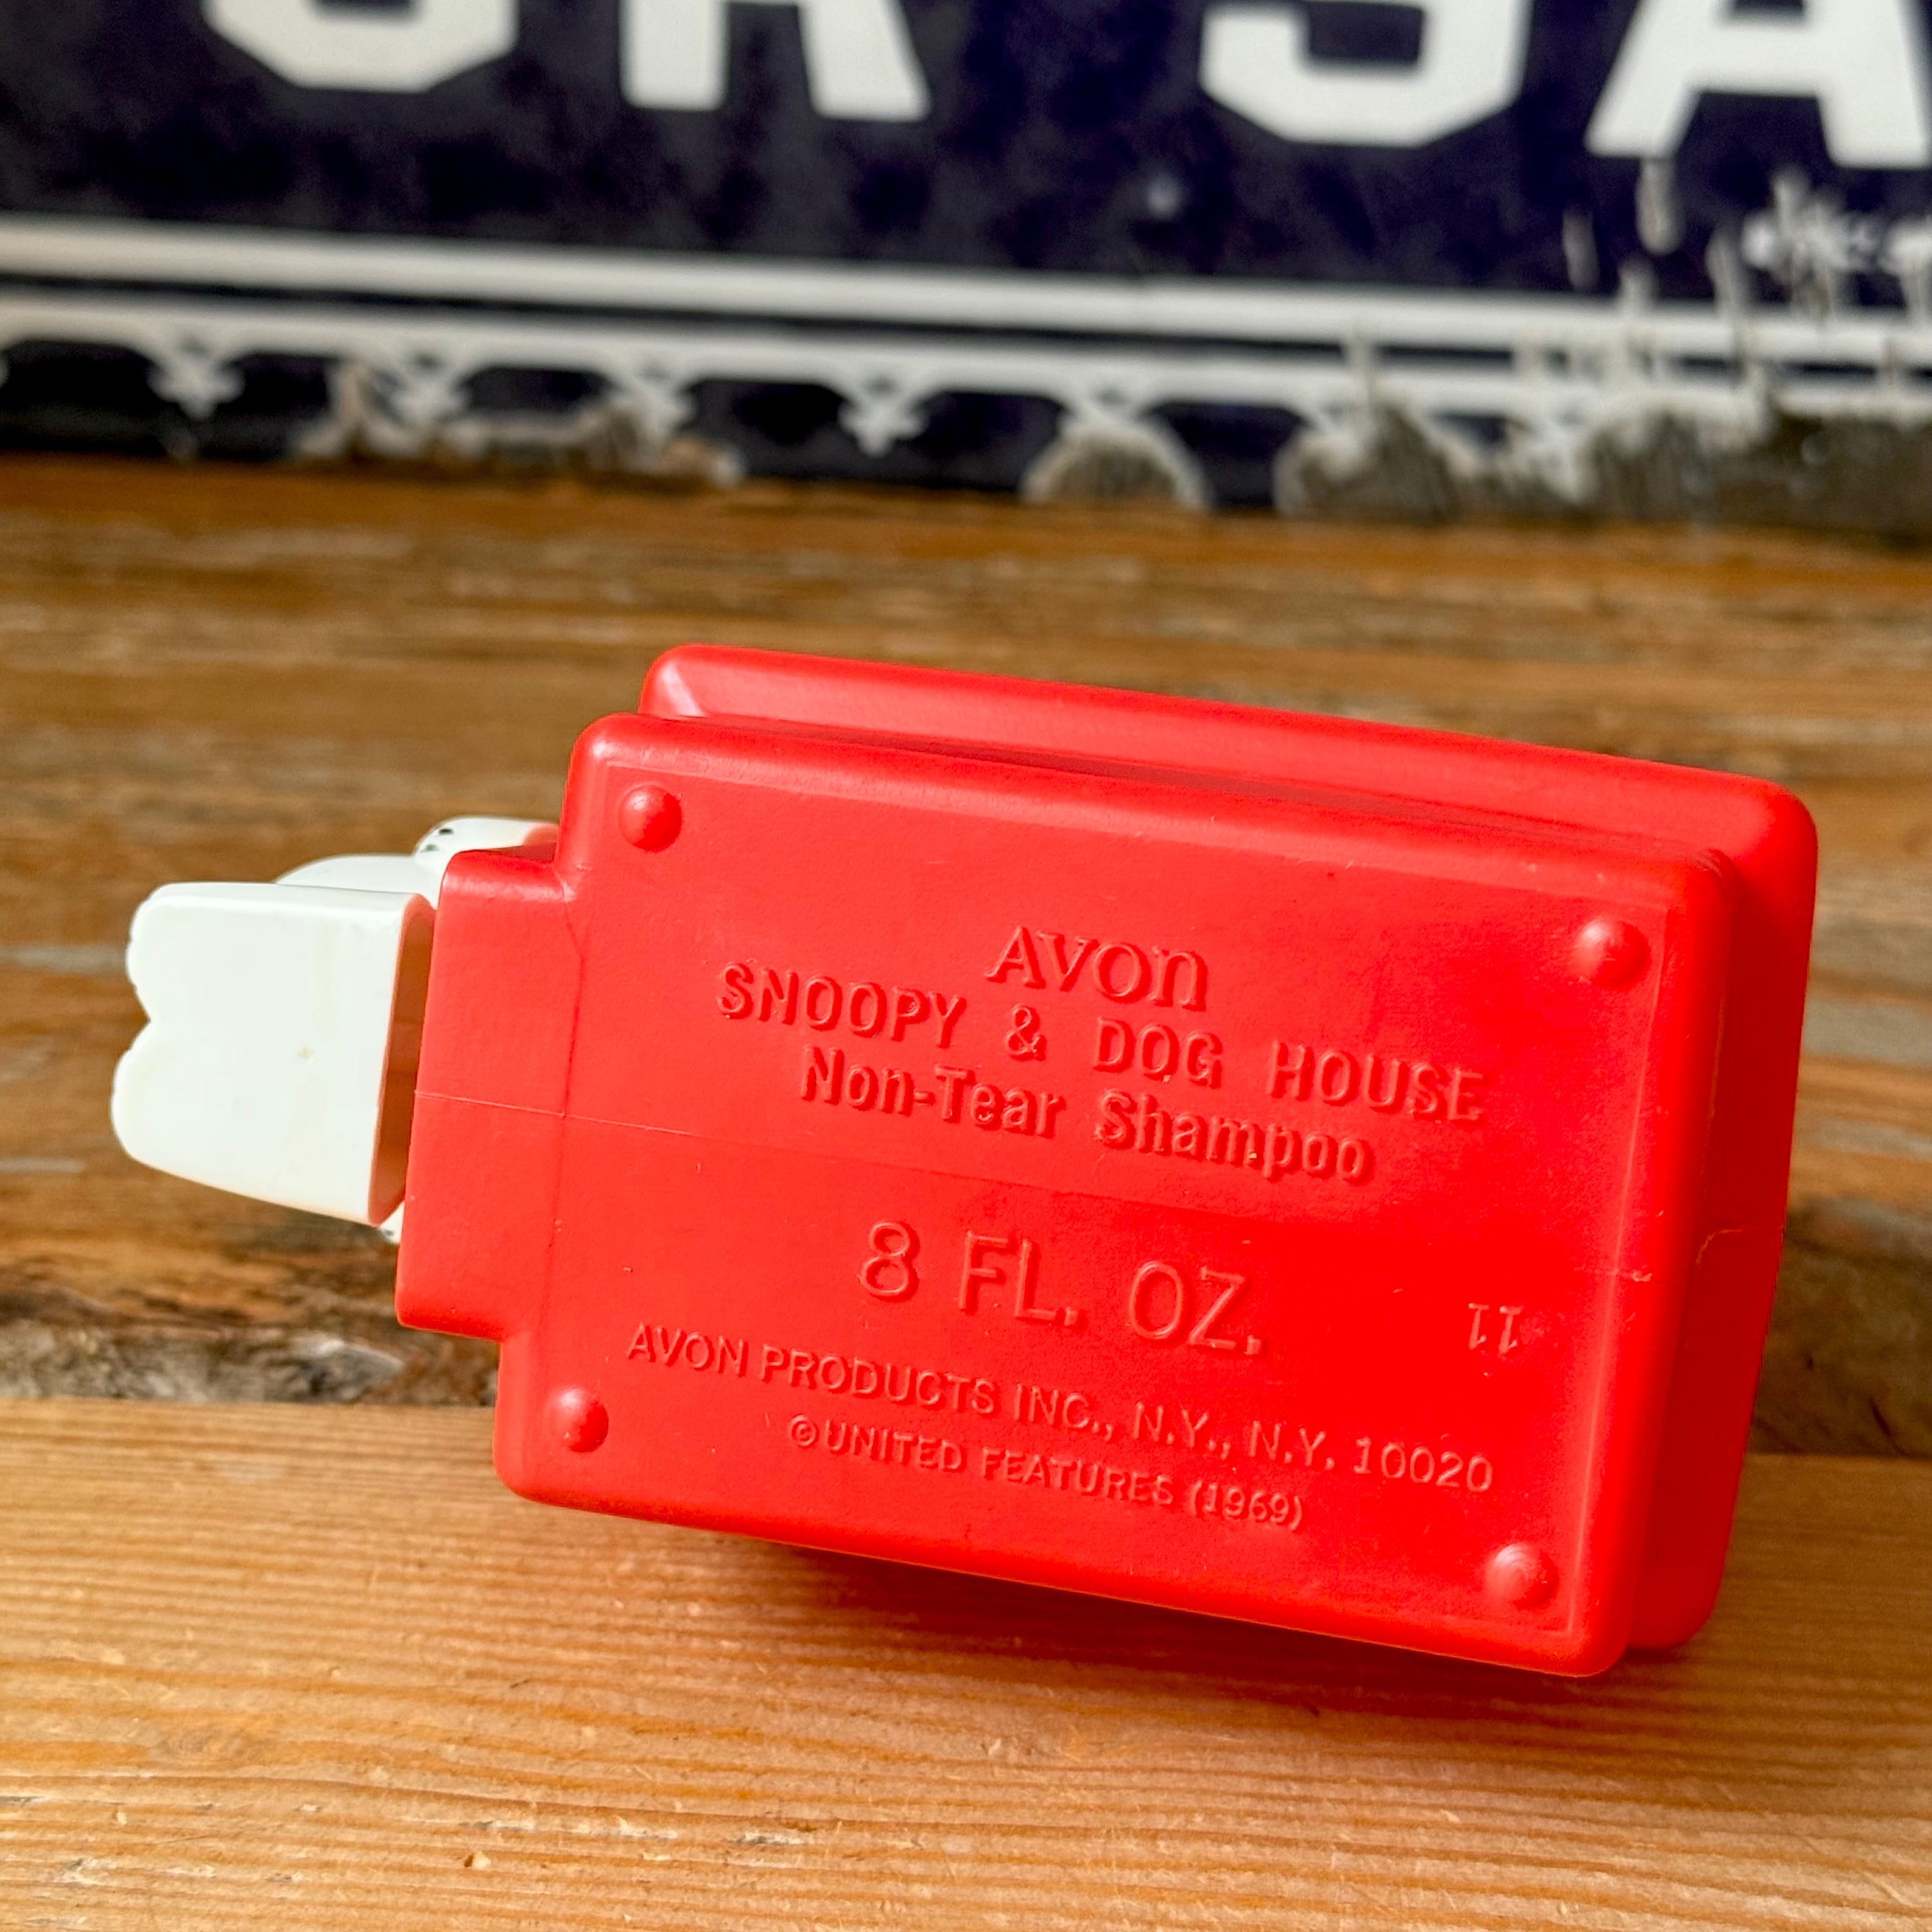 AVON
SNOOPY & DOG HOUSE
Non-Tear Shampoo
8 FL. OZ.
11
AVON PRODUCTS INC., N.Y., N.Y. 10020
©UNITED FEATURES (1969)